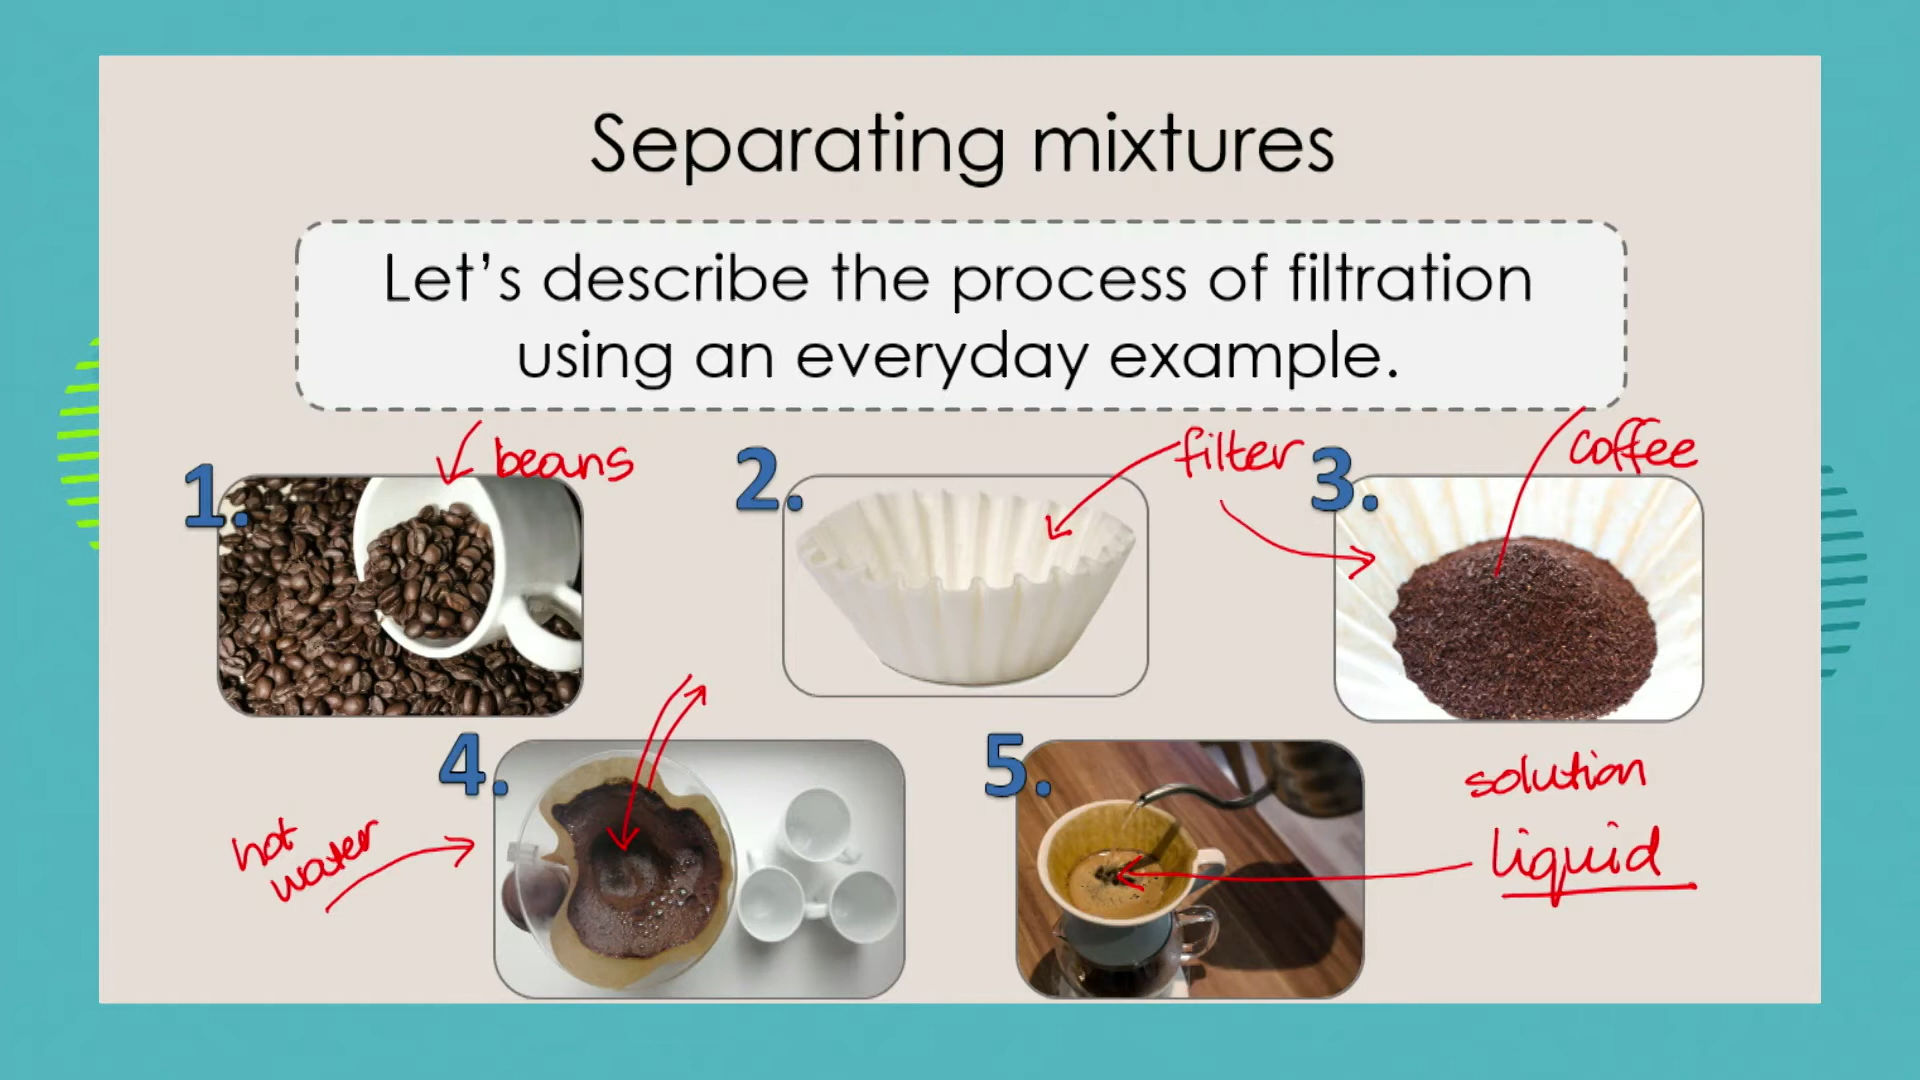 Separating mixtures
Let's describe the process of filtration
using an everyday example.
1.
beans
2.
filter
3.
coffee
4.
hot
water
5.
solution
liquid